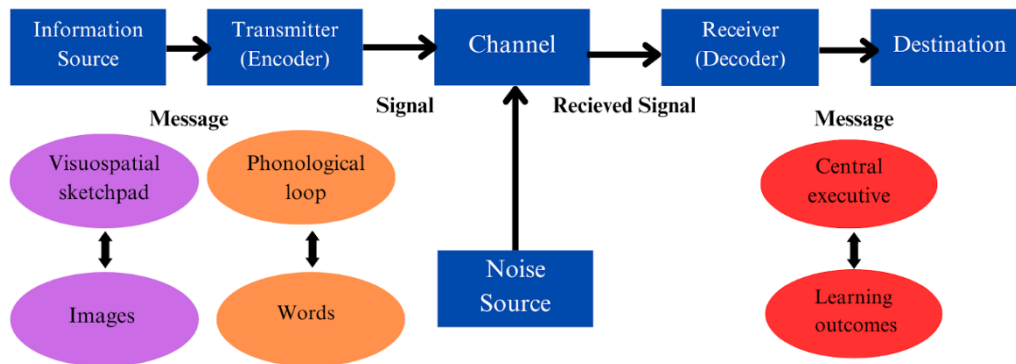 Information
Source
Transmitter
(Encoder)
Channel
Receiver
(Decoder)
Destination
Message
Signal
Recieved Signal
Message
Visuospatial
sketchpad
Phonological
loop
Central
executive
Noise
Source
Images
Words
Learning
outcomes